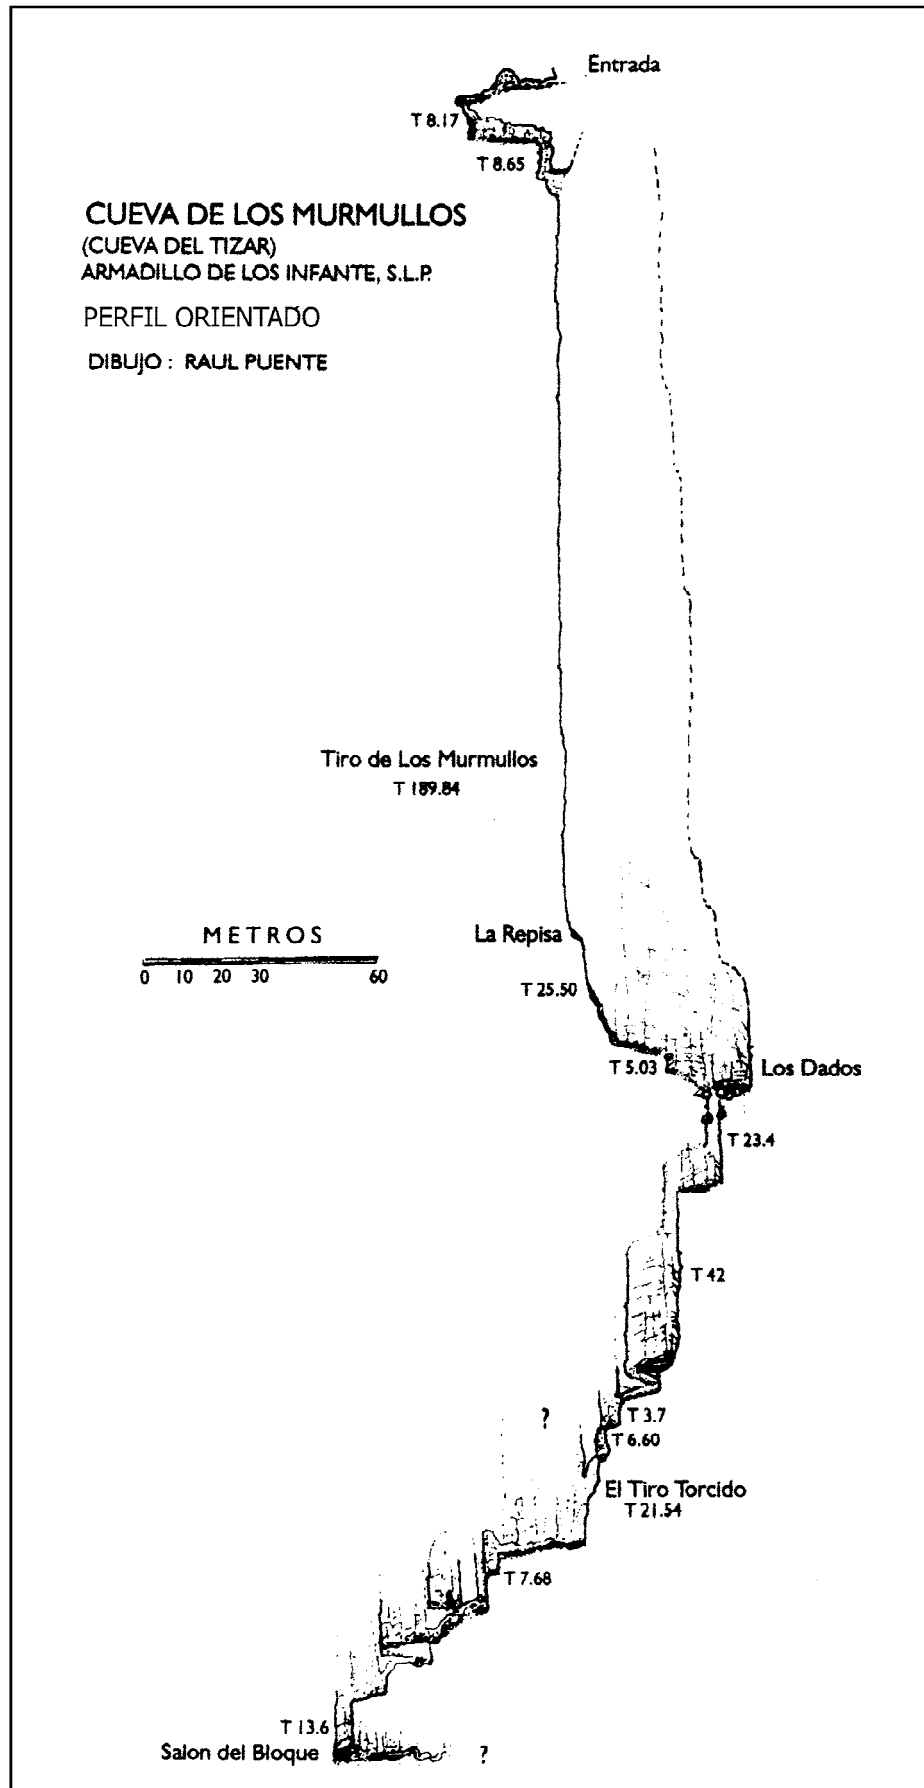 Entrada
T 8.17
T 8.65
CUEVA DE LOS MURMULLOS
(CUEVA DEL TIZAR)
ARMADILLO DE LOS INFANTE, S.L.P.
PERFIL ORIENTADO
DIBUJO : RAUL PUENTE
Tiro de Los Murmullos
T 189.84
METROS
0 10 20 30 60
La Repisa
T 25.50
T 5.03
Los Dados
T 23.4
T 42
T 3.7
?
T 6.60
El Tiro Torcido
T 21.54
T 7.68
T 13.6
Salon del Bloque
?